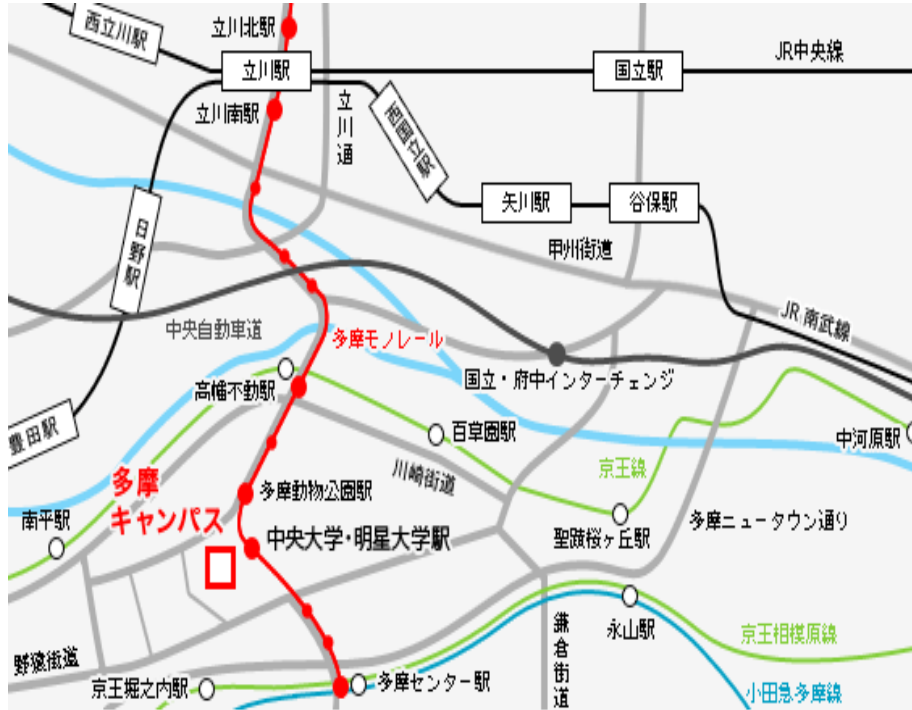 西立川駅
立川北駅
立川駅
国立駅
JR中央線
立川南駅
立川通
西国立駅
矢川駅
谷保駅
日野駅
甲州街道
JR南武線
中央自動車道
多摩モノレール
国立・府中インターチェンジ
高幡不動駅
豊田駅
百草園駅
中河原駅
川崎街道
京王線
多摩
キャンパス
多摩動物公園駅
南平駅
中央大学・明星大学駅
聖蹟桜ヶ丘駅
多摩ニュータウン通り
野猿街道
鎌倉街道
永山駅
京王相模原線
京王堀之内駅
多摩センター駅
小田急多摩線